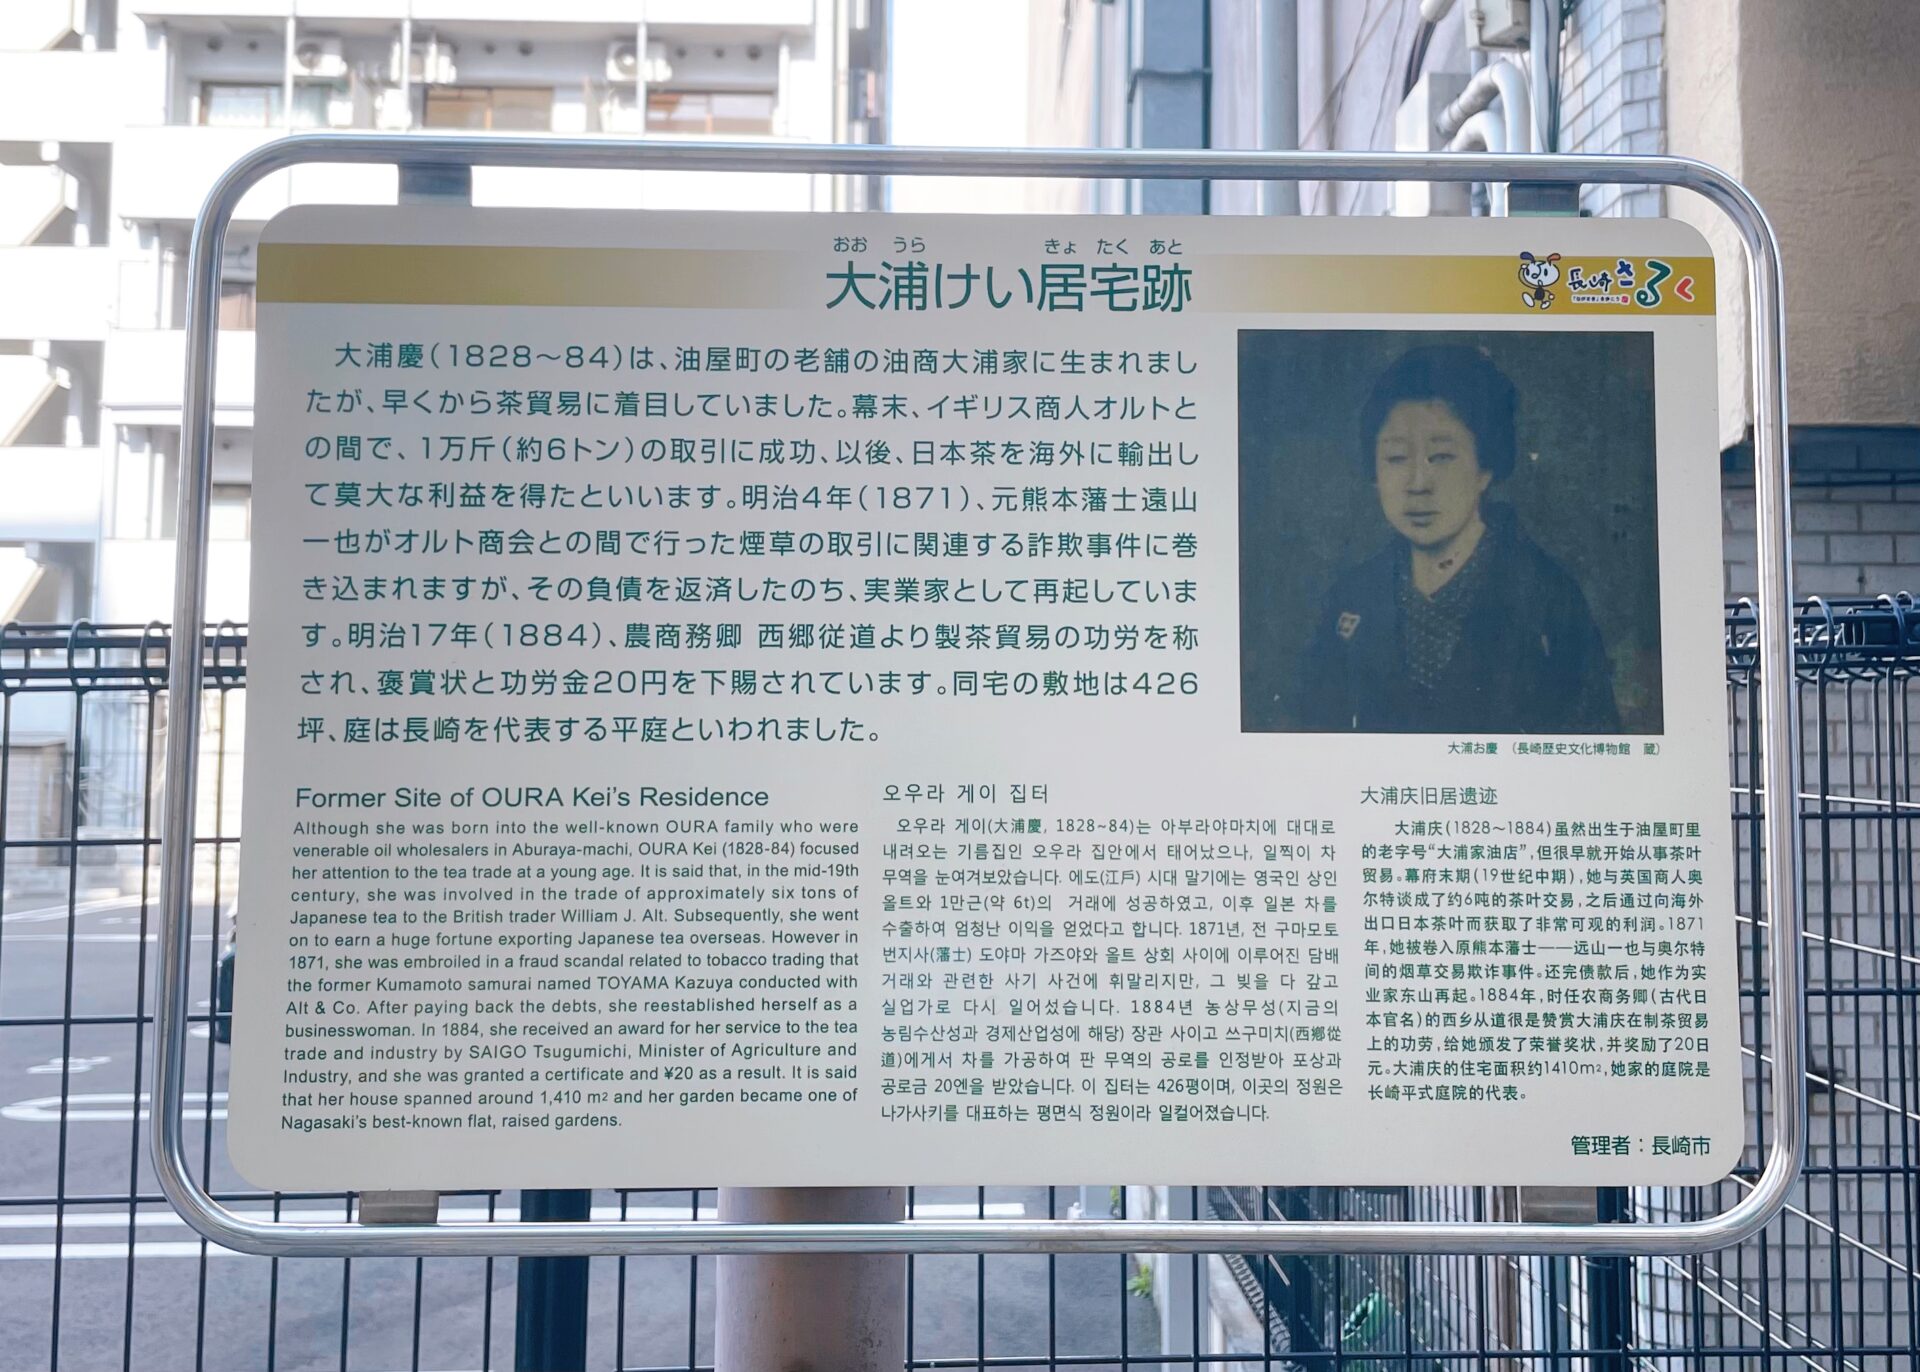 おお うら きょ たく あと
大浦けい居宅跡
長崎さるく
大浦慶(1828～84)は、油屋町の老舗の油商大浦家に生まれまし
たが、早くから茶貿易に着目していました。幕末、イギリス商人オルトと
の間で、1万斤(約6トン)の取引に成功、以後、日本茶を海外に輸出し
て莫大な利益を得たといいます。明治4年(1871)、元熊本藩士遠山
一也がオルト商会との間で行った煙草の取引に関連する詐欺事件に巻
き込まれますが、その負債を返済したのち、実業家として再起していま
す。明治17年(1884)、農商務卿 西郷従道より製茶貿易の功労を称
され、褒賞状と功労金20円を下賜されています。同宅の敷地は426
坪、庭は長崎を代表する平庭といわれました。
大浦お慶 (長崎歴史文化博物館 蔵)
Former Site of OURA Kei's Residence
Although she was born into the well-known OURA family who were
venerable oil wholesalers in Aburaya-machi, OURA Kei (1828-84) focused
her attention to the tea trade at a young age. It is said that, in the mid-19th
century, she was involved in the trade of approximately six tons of
Japanese tea to the British trader William J. Alt. Subsequently, she went
on to earn a huge fortune exporting Japanese tea overseas. However in
1871, she was embroiled in a fraud scandal related to tobacco trading that
the former Kumamoto samurai named TOYAMA Kazuya conducted with
Alt & Co. After paying back the debts, she reestablished herself as a
businesswoman. In 1884, she received an award for her service to the tea
trade and industry by SAIGO Tsugumichi, Minister of Agriculture and
Industry, and she was granted a certificate and ¥20 as a result. It is said
that her house spanned around 1,410 m² and her garden became one of
Nagasaki's best-known flat, raised gardens.
오우라 게이 집터
오우라 게이(大浦慶, 1828~84)는 아부라야마치에 대대로
내려오는 기름집인 오우라 집안에서 태어났으나, 일찍이 차
무역을 눈여겨보았습니다. 에도(江戶) 시대 말기에는 영국인 상인
올트와 1만근(약 6t)의 거래에 성공하였고, 이후 일본 차를
수출하여 엄청난 이익을 얻었다고 합니다. 1871년, 전 구마모토
번지사(藩士) 도야마 가즈야와 올트 상회 사이에 이루어진 담배
거래와 관련한 사기 사건에 휘말리지만, 그 빚을 다 갚고
실업가로 다시 일어섰습니다. 1884년 농상무성(지금의
농림수산성과 경제산업성에 해당) 장관 사이고 쓰구미치(西鄕從
道)에게서 차를 가공하여 판 무역의 공로를 인정받아 포상과
공로금 20엔을 받았습니다. 이 집터는 426평이며, 이곳의 정원은
나가사키를 대표하는 평면식 정원이라 일컬어졌습니다.
大浦庆旧居遗迹
大浦庆(1828～1884)虽然出生于油屋町里
的老字号“大浦家油店”,但很早就开始从事茶叶
贸易。幕府末期(19世纪中期),她与英国商人奥
尔特谈成了约6吨的茶叶交易,之后通过向海外
出口日本茶叶而获取了非常可观的利润。1871
年,她被卷入原熊本藩士——远山一也与奥尔特
间的烟草交易欺诈事件。还完债款后,她作为实
业家东山再起。1884年,时任农商务卿(古代日
本官名)的西乡从道很是赞赏大浦庆在制茶贸易
上的功劳,给她颁发了荣誉奖状,并奖励了20日
元。大浦庆的住宅面积约1410m²,她家的庭院是
长崎平式庭院的代表。
管理者：長崎市